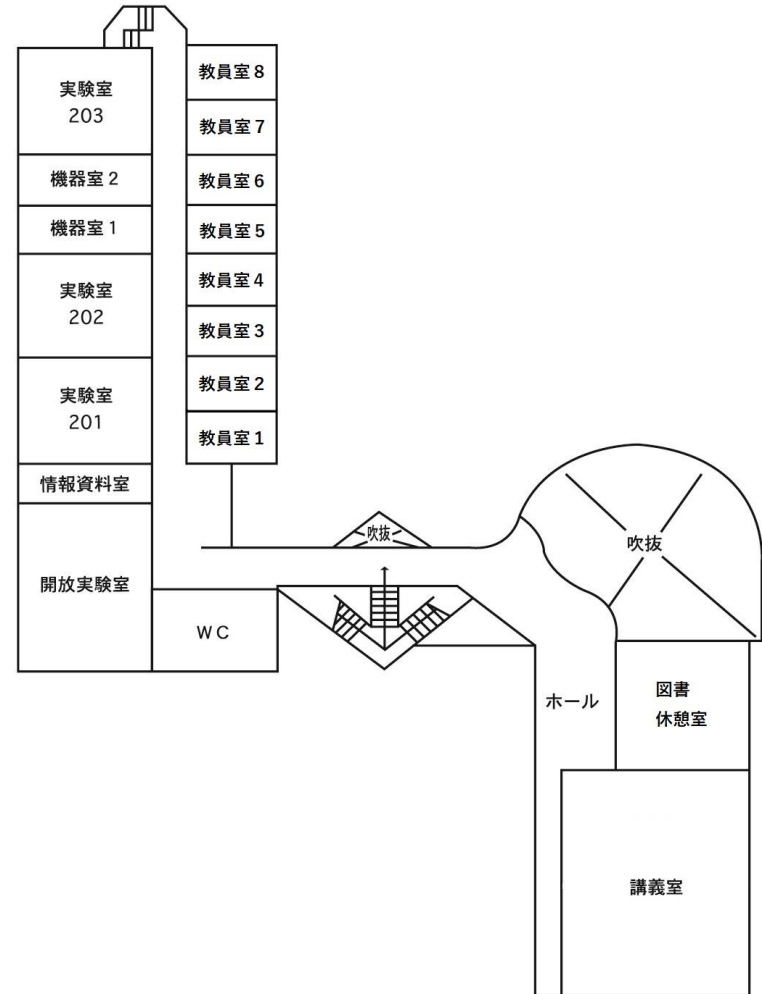 実験室
203
機器室 2
機器室 1
実験室
202
実験室
201
情報資料室
開放実験室
教員室 8
教員室 7
教員室 6
教員室 5
教員室 4
教員室 3
教員室 2
教員室 1
WC
吹抜
吹抜
ホール
図書
休憩室
講義室